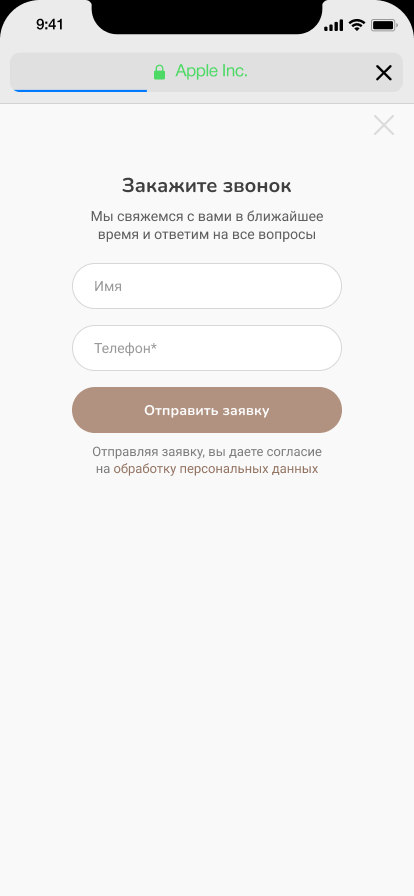 9:41
Apple Inc.
Закажите звонок
Мы свяжемся с вами в ближайшее
время и ответим на все вопросы
Имя
Телефон*
Отправить заявку
Отправляя заявку, вы даете согласие
на обработку персональных данных